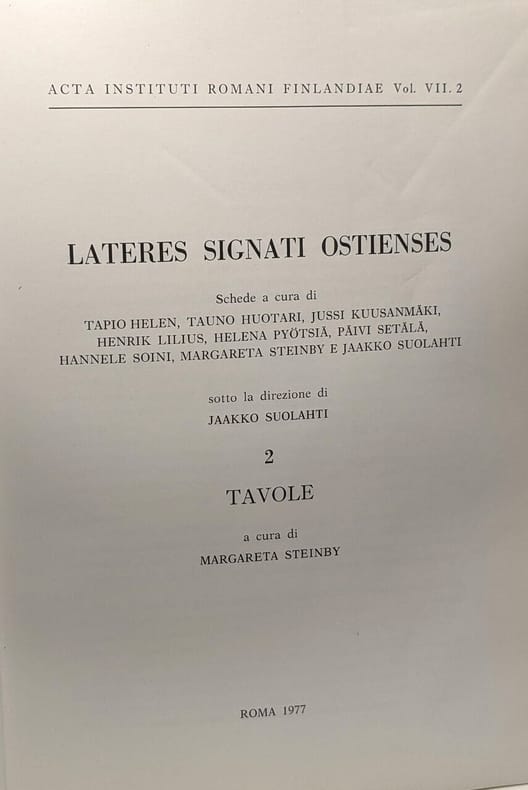 ACTA INSTITUTI ROMANI FINLANDIAE Vol. VII. 2
LATERES SIGNATI OSTIENSES
Schede a cura di
TAPIO HELEN, TAUNO HUOTARI, JUSSI KUUSANMÄKI,
HENRIK LILIUS, HELENA PYÖTSIÄ, PÄIVI SETÄLÄ,
HANNELE SOINI, MARGARETA STEINBY E JAAKKO SUOLAHTI
sotto la direzione di
JAAKKO SUOLAHTI
2
TAVOLE
a cura di
MARGARETA STEINBY
ROMA 1977